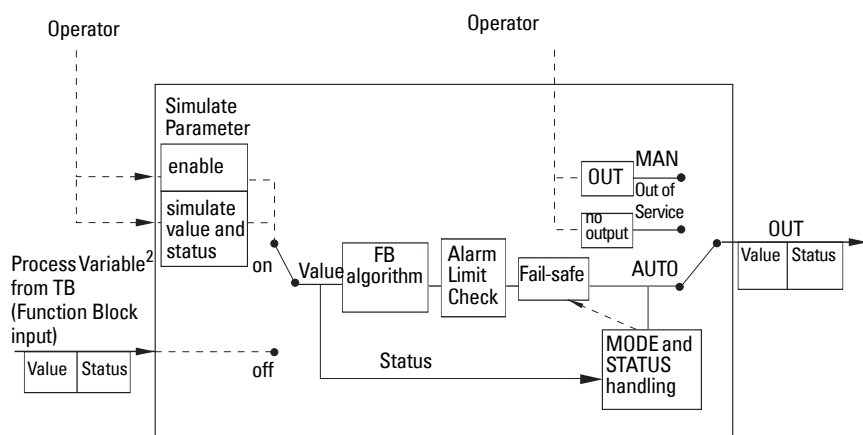 Operator
Operator
Simulate
Parameter
enable
simulate
value and
status
on
off
Process Variable2
from TB
(Function Block
input)
Value
Status
Value
FB
algorithm
Alarm
Limit
Check
Fail-safe
OUT
MAN
Out of
Service
no
output
AUTO
MODE and
STATUS
handling
Status
OUT
Value
Status